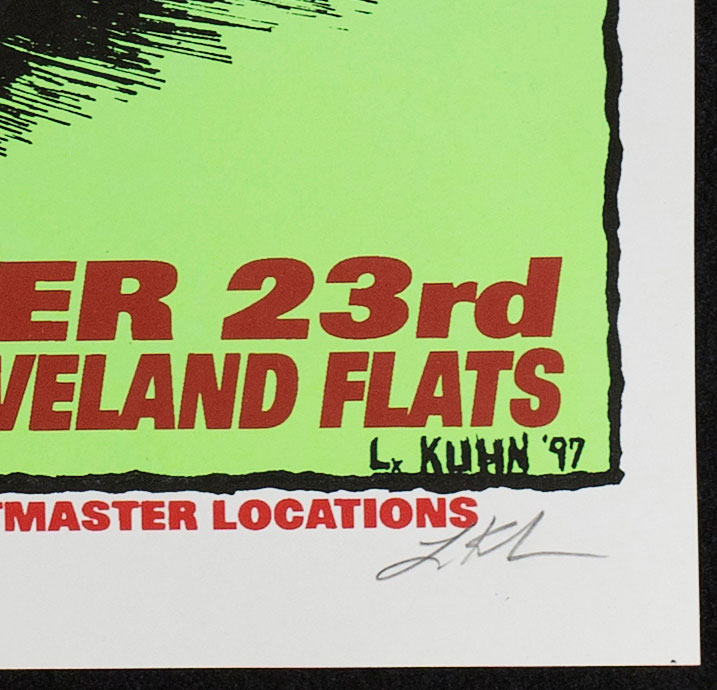 ER 23rd
VELAND FLATS
Lx KUHN '97
TMASTER LOCATIONS